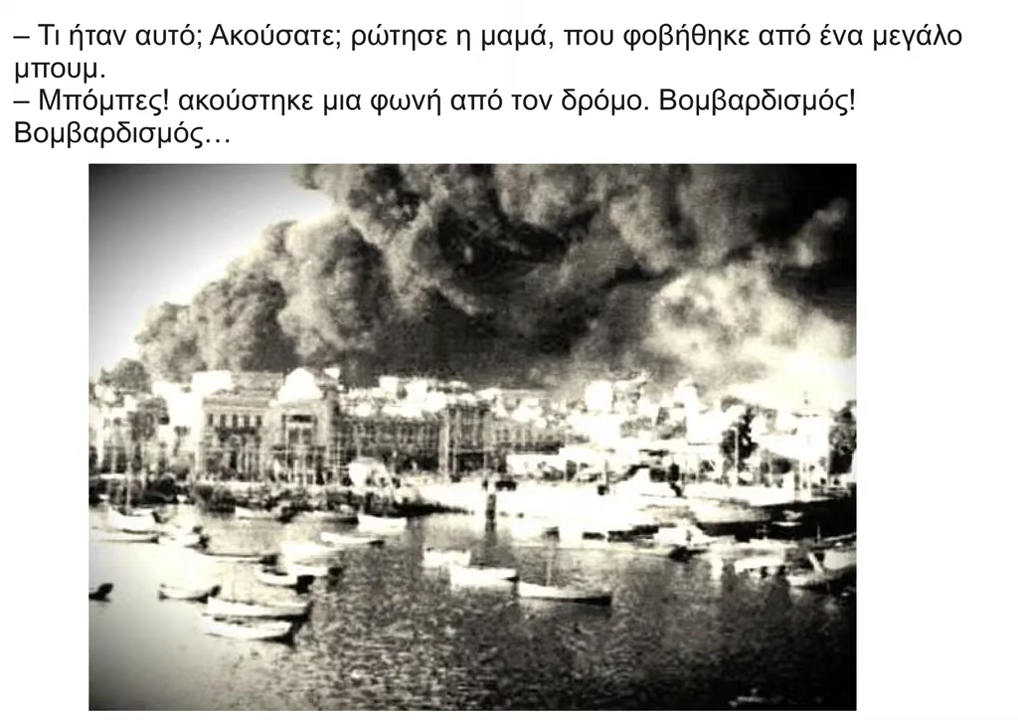 – Τι ήταν αυτό; Ακούσατε; ρώτησε η μαμά, που φοβήθηκε από ένα μεγάλο
μπουμ.
– Μπόμπες! ακούστηκε μια φωνή από τον δρόμο. Βομβαρδισμός!
Βομβαρδισμός…